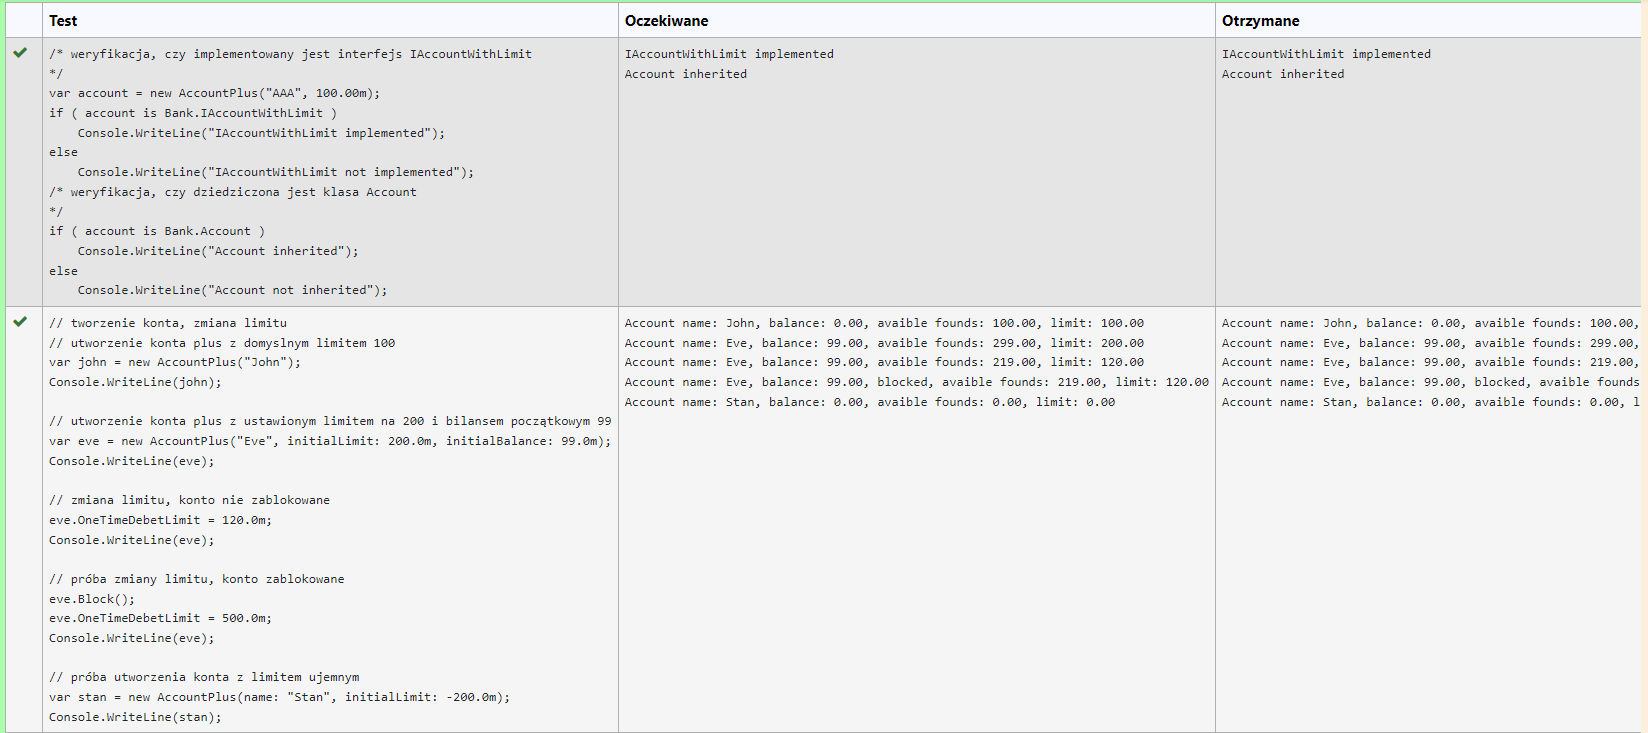 Test
Oczekiwane
Otrzymane
/* weryfikacja, czy implementowany jest interfejs IAccountWithLimit
*/
var account = new AccountPlus("AAA", 100.00m);
if ( account is Bank.IAccountWithLimit )
    Console.WriteLine("IAccountWithLimit implemented");
else
    Console.WriteLine("IAccountWithLimit not implemented");
/* weryfikacja, czy dziedziczona jest klasa Account
*/
if ( account is Bank.Account )
    Console.WriteLine("Account inherited");
else
    Console.WriteLine("Account not inherited");
IAccountWithLimit implemented
Account inherited
IAccountWithLimit implemented
Account inherited
// tworzenie konta, zmiana limitu
// utworzenie konta plus z domyslnym limitem 100
var john = new AccountPlus("John");
Console.WriteLine(john);
// utworzenie konta plus z ustawionym limitem na 200 i bilansem początkowym 99
var eve = new AccountPlus("Eve", initialLimit: 200.0m, initialBalance: 99.0m);
Console.WriteLine(eve);
// zmiana limitu, konto nie zablokowane
eve.OneTimeDebetLimit = 120.0m;
Console.WriteLine(eve);
// próba zmiany limitu, konto zablokowane
eve.Block();
eve.OneTimeDebetLimit = 500.0m;
Console.WriteLine(eve);
// próba utworzenia konta z limitem ujemnym
var stan = new AccountPlus(name: "Stan", initialLimit: -200.0m);
Console.WriteLine(stan);
Account name: John, balance: 0.00, avaible founds: 100.00, limit: 100.00
Account name: Eve, balance: 99.00, avaible founds: 299.00, limit: 200.00
Account name: Eve, balance: 99.00, avaible founds: 219.00, limit: 120.00
Account name: Eve, balance: 99.00, blocked, avaible founds: 219.00, limit: 120.00
Account name: Stan, balance: 0.00, avaible founds: 0.00, limit: 0.00
Account name: John, balance: 0.00, avaible founds: 100.00,
Account name: Eve, balance: 99.00, avaible founds: 299.00,
Account name: Eve, balance: 99.00, avaible founds: 219.00,
Account name: Eve, balance: 99.00, blocked, avaible founds
Account name: Stan, balance: 0.00, avaible founds: 0.00, l